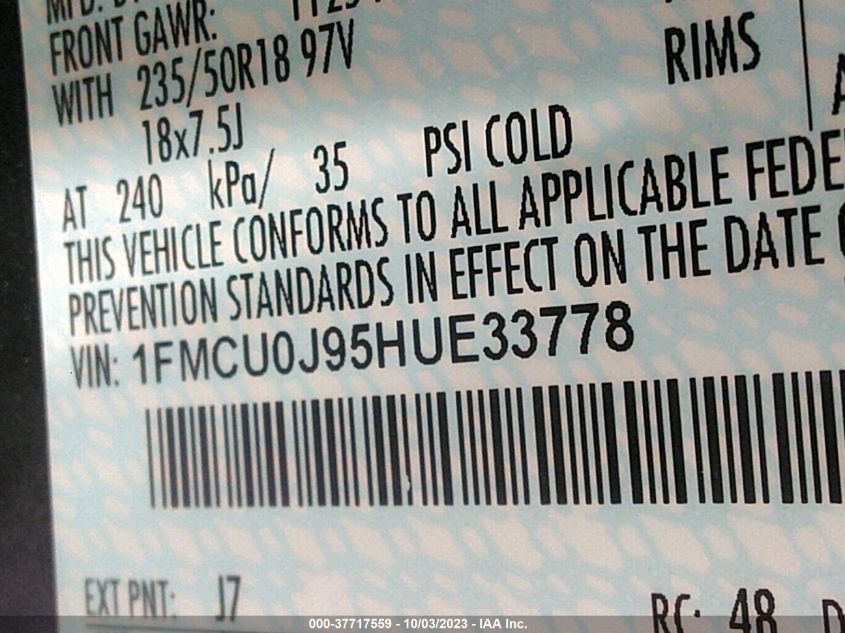 FRONT GAWR:
WITH 235/50R18 97V RIMS
18x7.5J
AT 240 kPa/ 35 PSI COLD
THIS VEHICLE CONFORMS TO ALL APPLICABLE FEDE
PREVENTION STANDARDS IN EFFECT ON THE DATE
VIN: 1FMCU0J95HUE33778
EXT PNT: J7
RC: 48
000-37717559 - 10/03/2023 - IAA Inc.